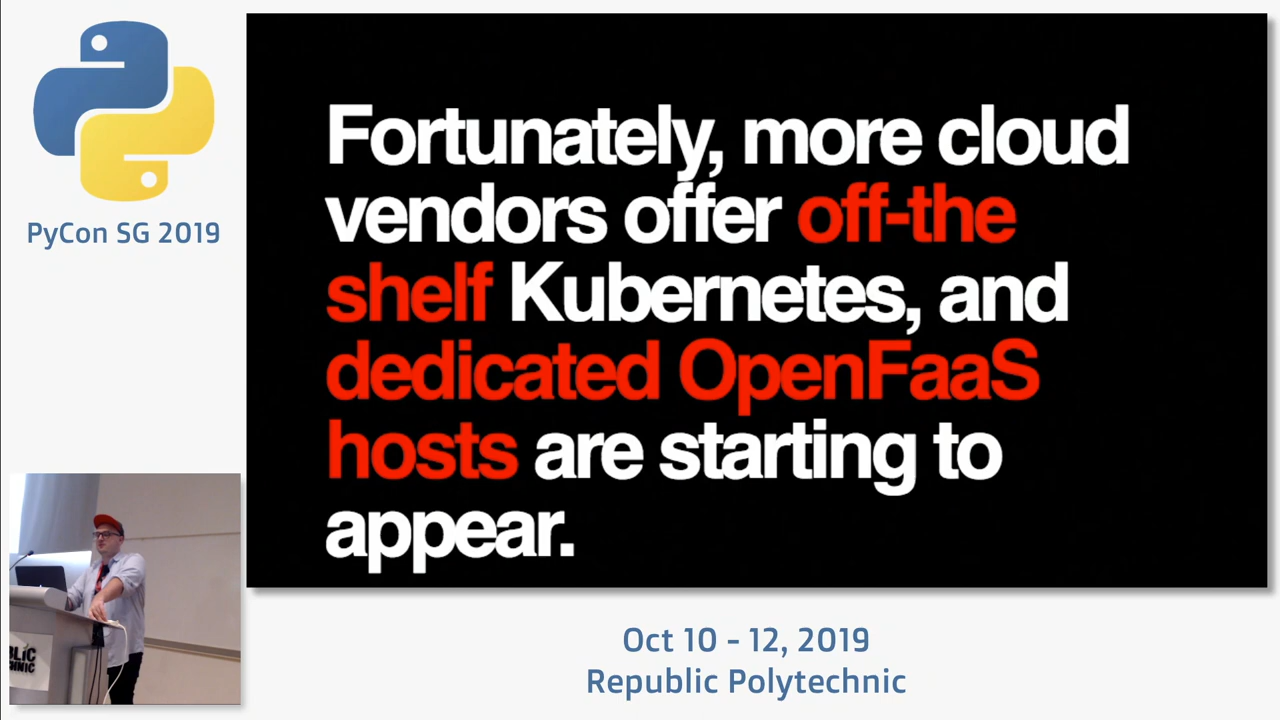 PyCon SG 2019
Fortunately, more cloud
vendors offer off-the
shelf Kubernetes, and
dedicated OpenFaaS
hosts are starting to
appear.
Oct 10 - 12, 2019
Republic Polytechnic